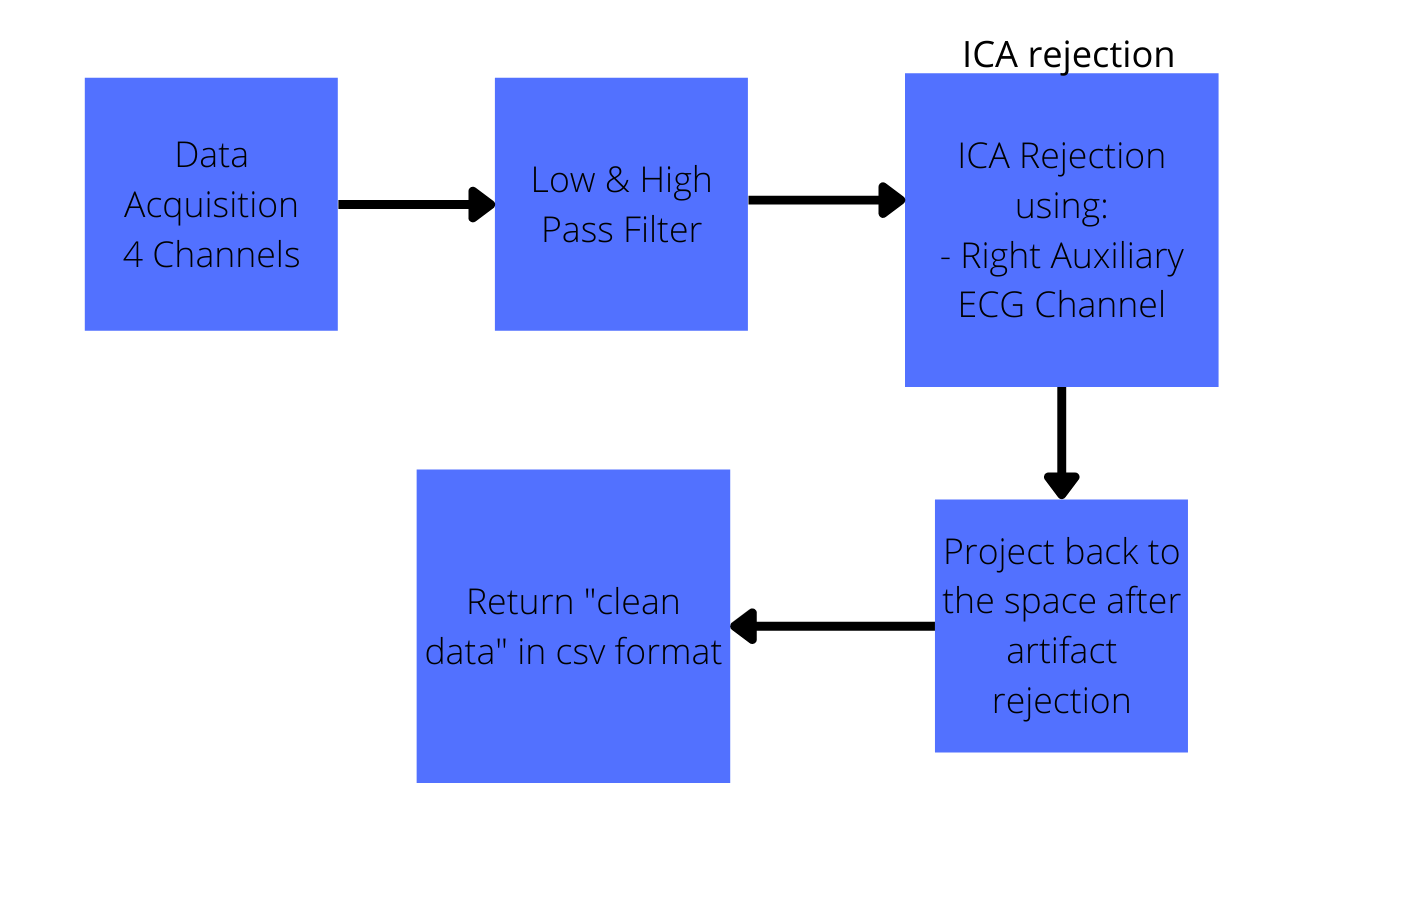 Data
Acquisition
4 Channels
Low & High
Pass Filter
ICA rejection
ICA Rejection
using:
- Right Auxiliary
ECG Channel
Project back to
the space after
artifact
rejection
Return "clean
data" in csv format